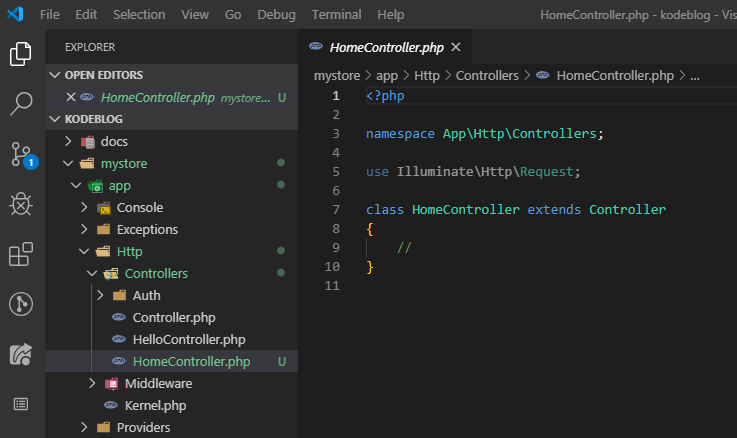 File Edit Selection View Go Debug Terminal Help HomeController.php - kodeblog - Vis
EXPLORER
OPEN EDITORS
HomeController.php mystore... U
KODEBLOG
docs
mystore
app
Console
Exceptions
Http
Controllers
Auth
Controller.php
HelloController.php
HomeController.php U
Middleware
Kernel.php
Providers
1
HomeController.php
mystore > app > Http > Controllers > HomeController.php > ...
1 <?php
2
3 namespace App\Http\Controllers;
4
5 use Illuminate\Http\Request;
6
7 class HomeController extends Controller
8 {
9 //
10 }
11